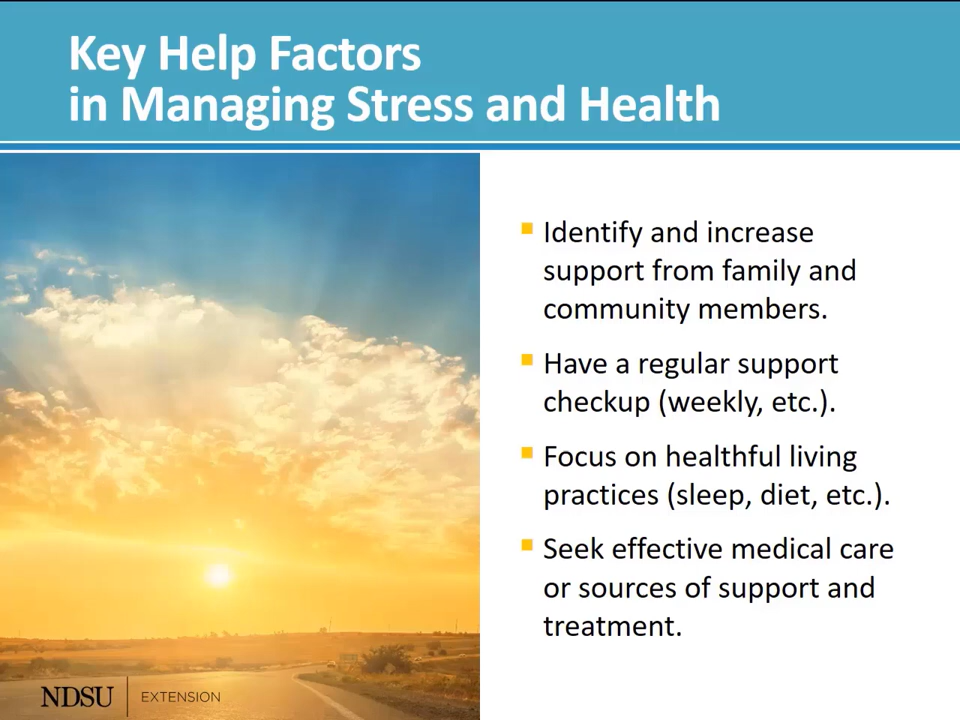 Key Help Factors
in Managing Stress and Health
Identify and increase
support from family and
community members.
Have a regular support
checkup (weekly, etc.).
Focus on healthful living
practices (sleep, diet, etc.).
Seek effective medical care
or sources of support and
treatment.
NDSU | EXTENSION